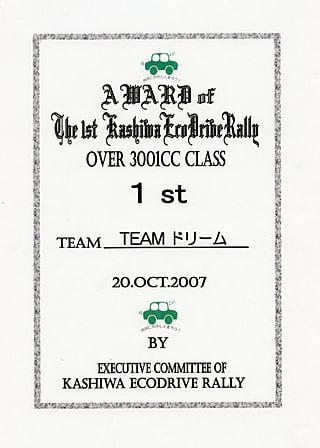 AWARD of
The 1st Kashiwa EcoDrive Rally
OVER 3001CC CLASS
1 st
TEAM TEAM ドリーム
20.OCT.2007
BY
EXECUTIVE COMMITTEE OF
KASHIWA ECODRIVE RALLY